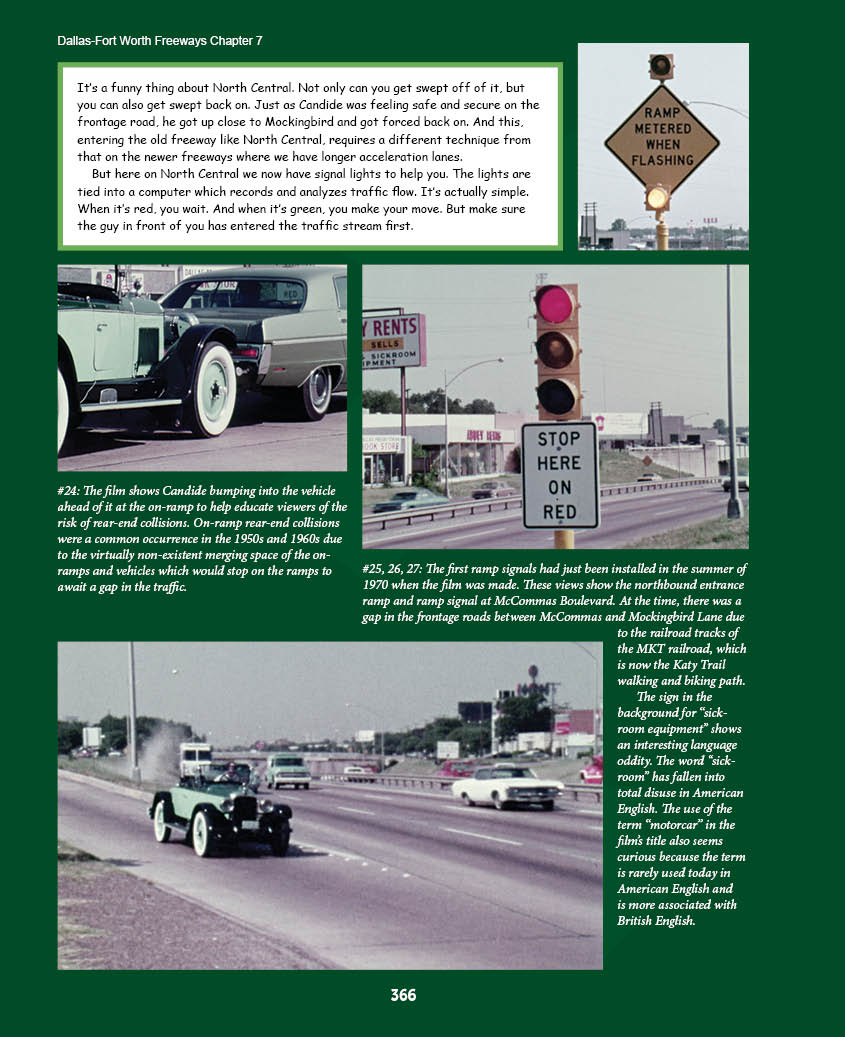 Dallas-Fort Worth Freeways Chapter 7
It's a funny thing about North Central. Not only can you get swept off of it, but
you can also get swept back on. Just as Candide was feeling safe and secure on the
frontage road, he got up close to Mockingbird and got forced back on. And this,
entering the old freeway like North Central, requires a different technique from
that on the newer freeways where we have longer acceleration lanes.
But here on North Central we now have signal lights to help you. The lights are
tied into a computer which records and analyzes traffic flow. It's actually simple.
When it's red, you wait. And when it's green, you make your move. But make sure
the guy in front of you has entered the traffic stream first.
RAMP
METERED
WHEN
FLASHING
RED
#24: The film shows Candide bumping into the vehicle
ahead of it at the on-ramp to help educate viewers of the
risk of rear-end collisions. On-ramp rear-end collisions
were a common occurrence in the 1950s and 1960s due
to the virtually non-existent merging space of the on-
ramps and vehicles which would stop on the ramps to
await a gap in the traffic.
Y RENTS
SELLS
SICKROOM
IPMENT
ABBEY RENTS
OOK STORE
STOP
HERE
ON
RED
#25, 26, 27: The first ramp signals had just been installed in the summer of
1970 when the film was made. These views show the northbound entrance
ramp and ramp signal at McCommas Boulevard. At the time, there was a
gap in the frontage roads between McCommas and Mockingbird Lane due
to the railroad tracks of
the MKT railroad, which
is now the Katy Trail
walking and biking path.
The sign in the
background for “sick-
room equipment” shows
an interesting language
oddity. The word “sick-
room” has fallen into
total disuse in American
English. The use of the
term “motorcar” in the
film's title also seems
curious because the term
is rarely used today in
American English and
is more associated with
British English.
366